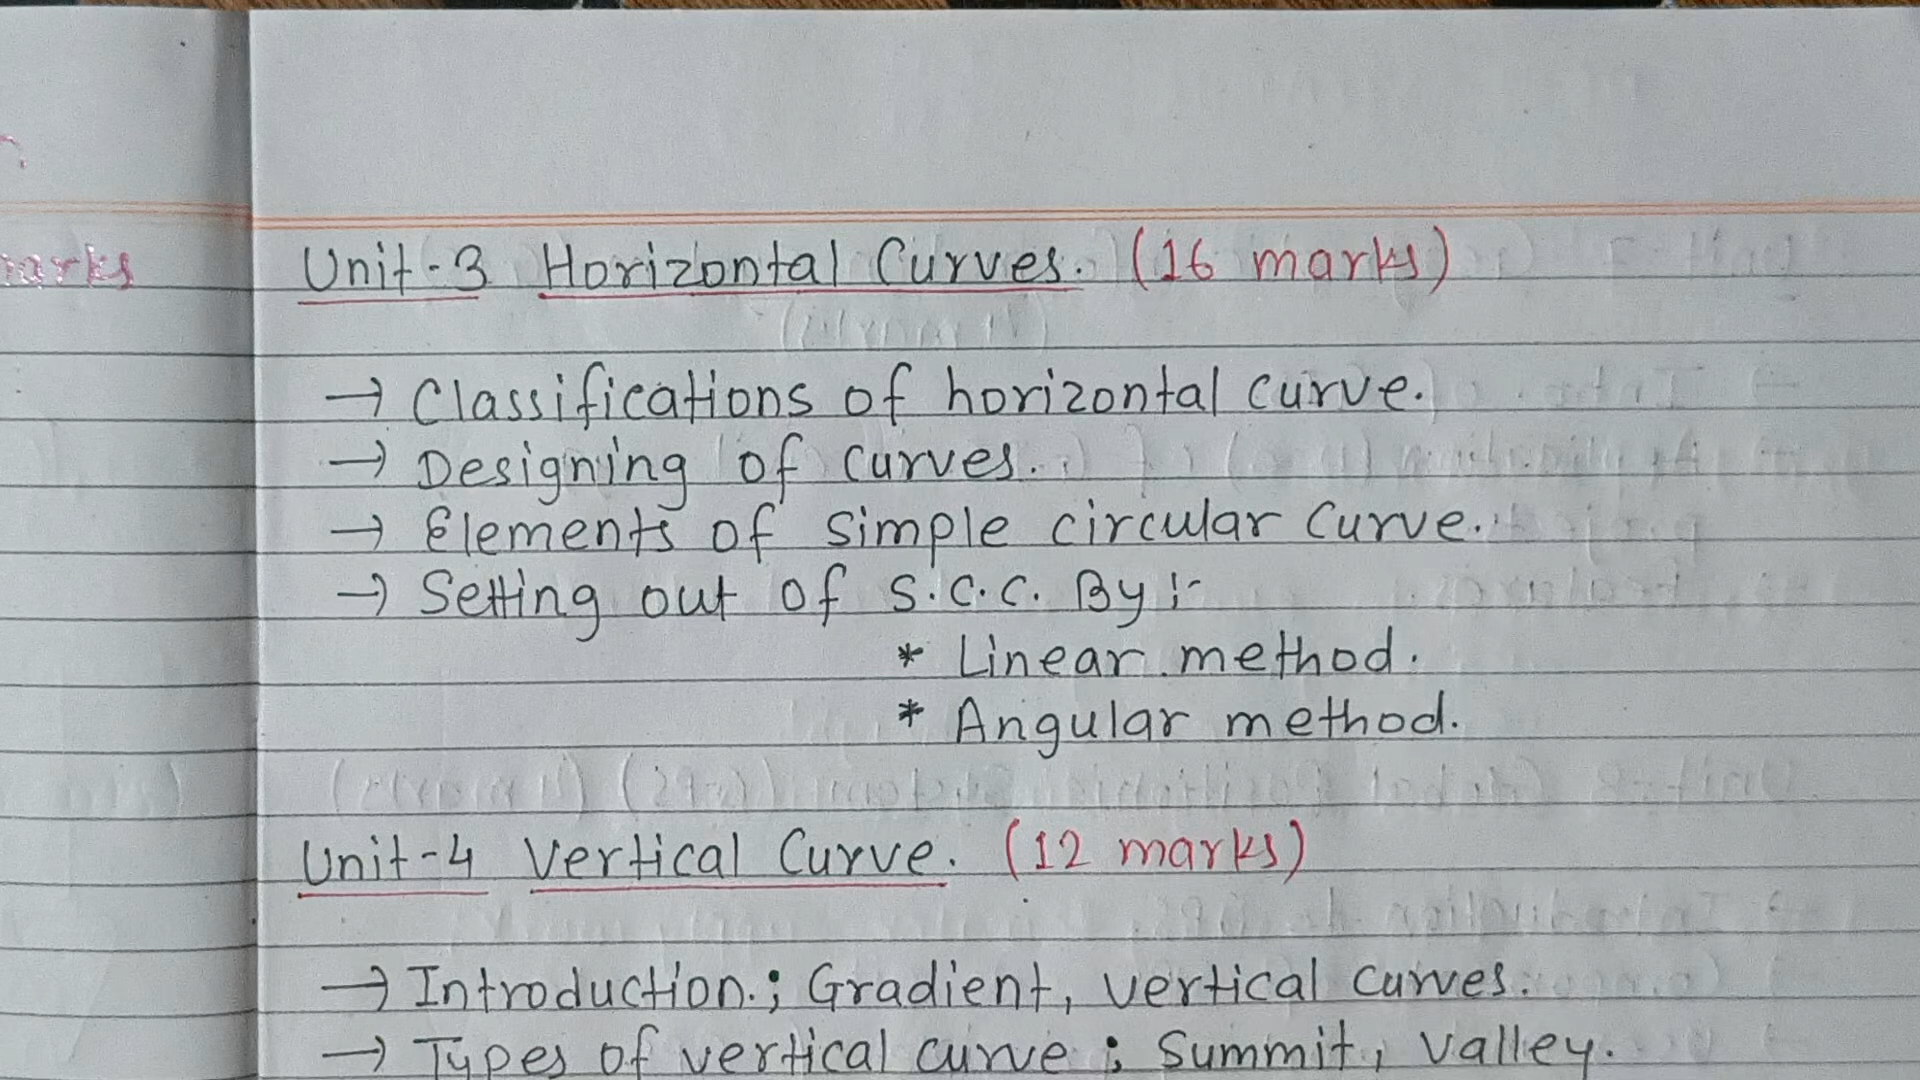 marks
Unit-3 Horizontal Curves. (16 marks)
→ Classifications of horizontal curve.
→ Designing of curves.
→ Elements of simple circular curve.
→ Setting out of S.C.C. By :-
* Linear method.
* Angular method.
Unit-4 Vertical Curve. (12 marks)
→ Introduction.; Gradient, vertical curves.
→ Types of vertical curve ; Summit, valley.